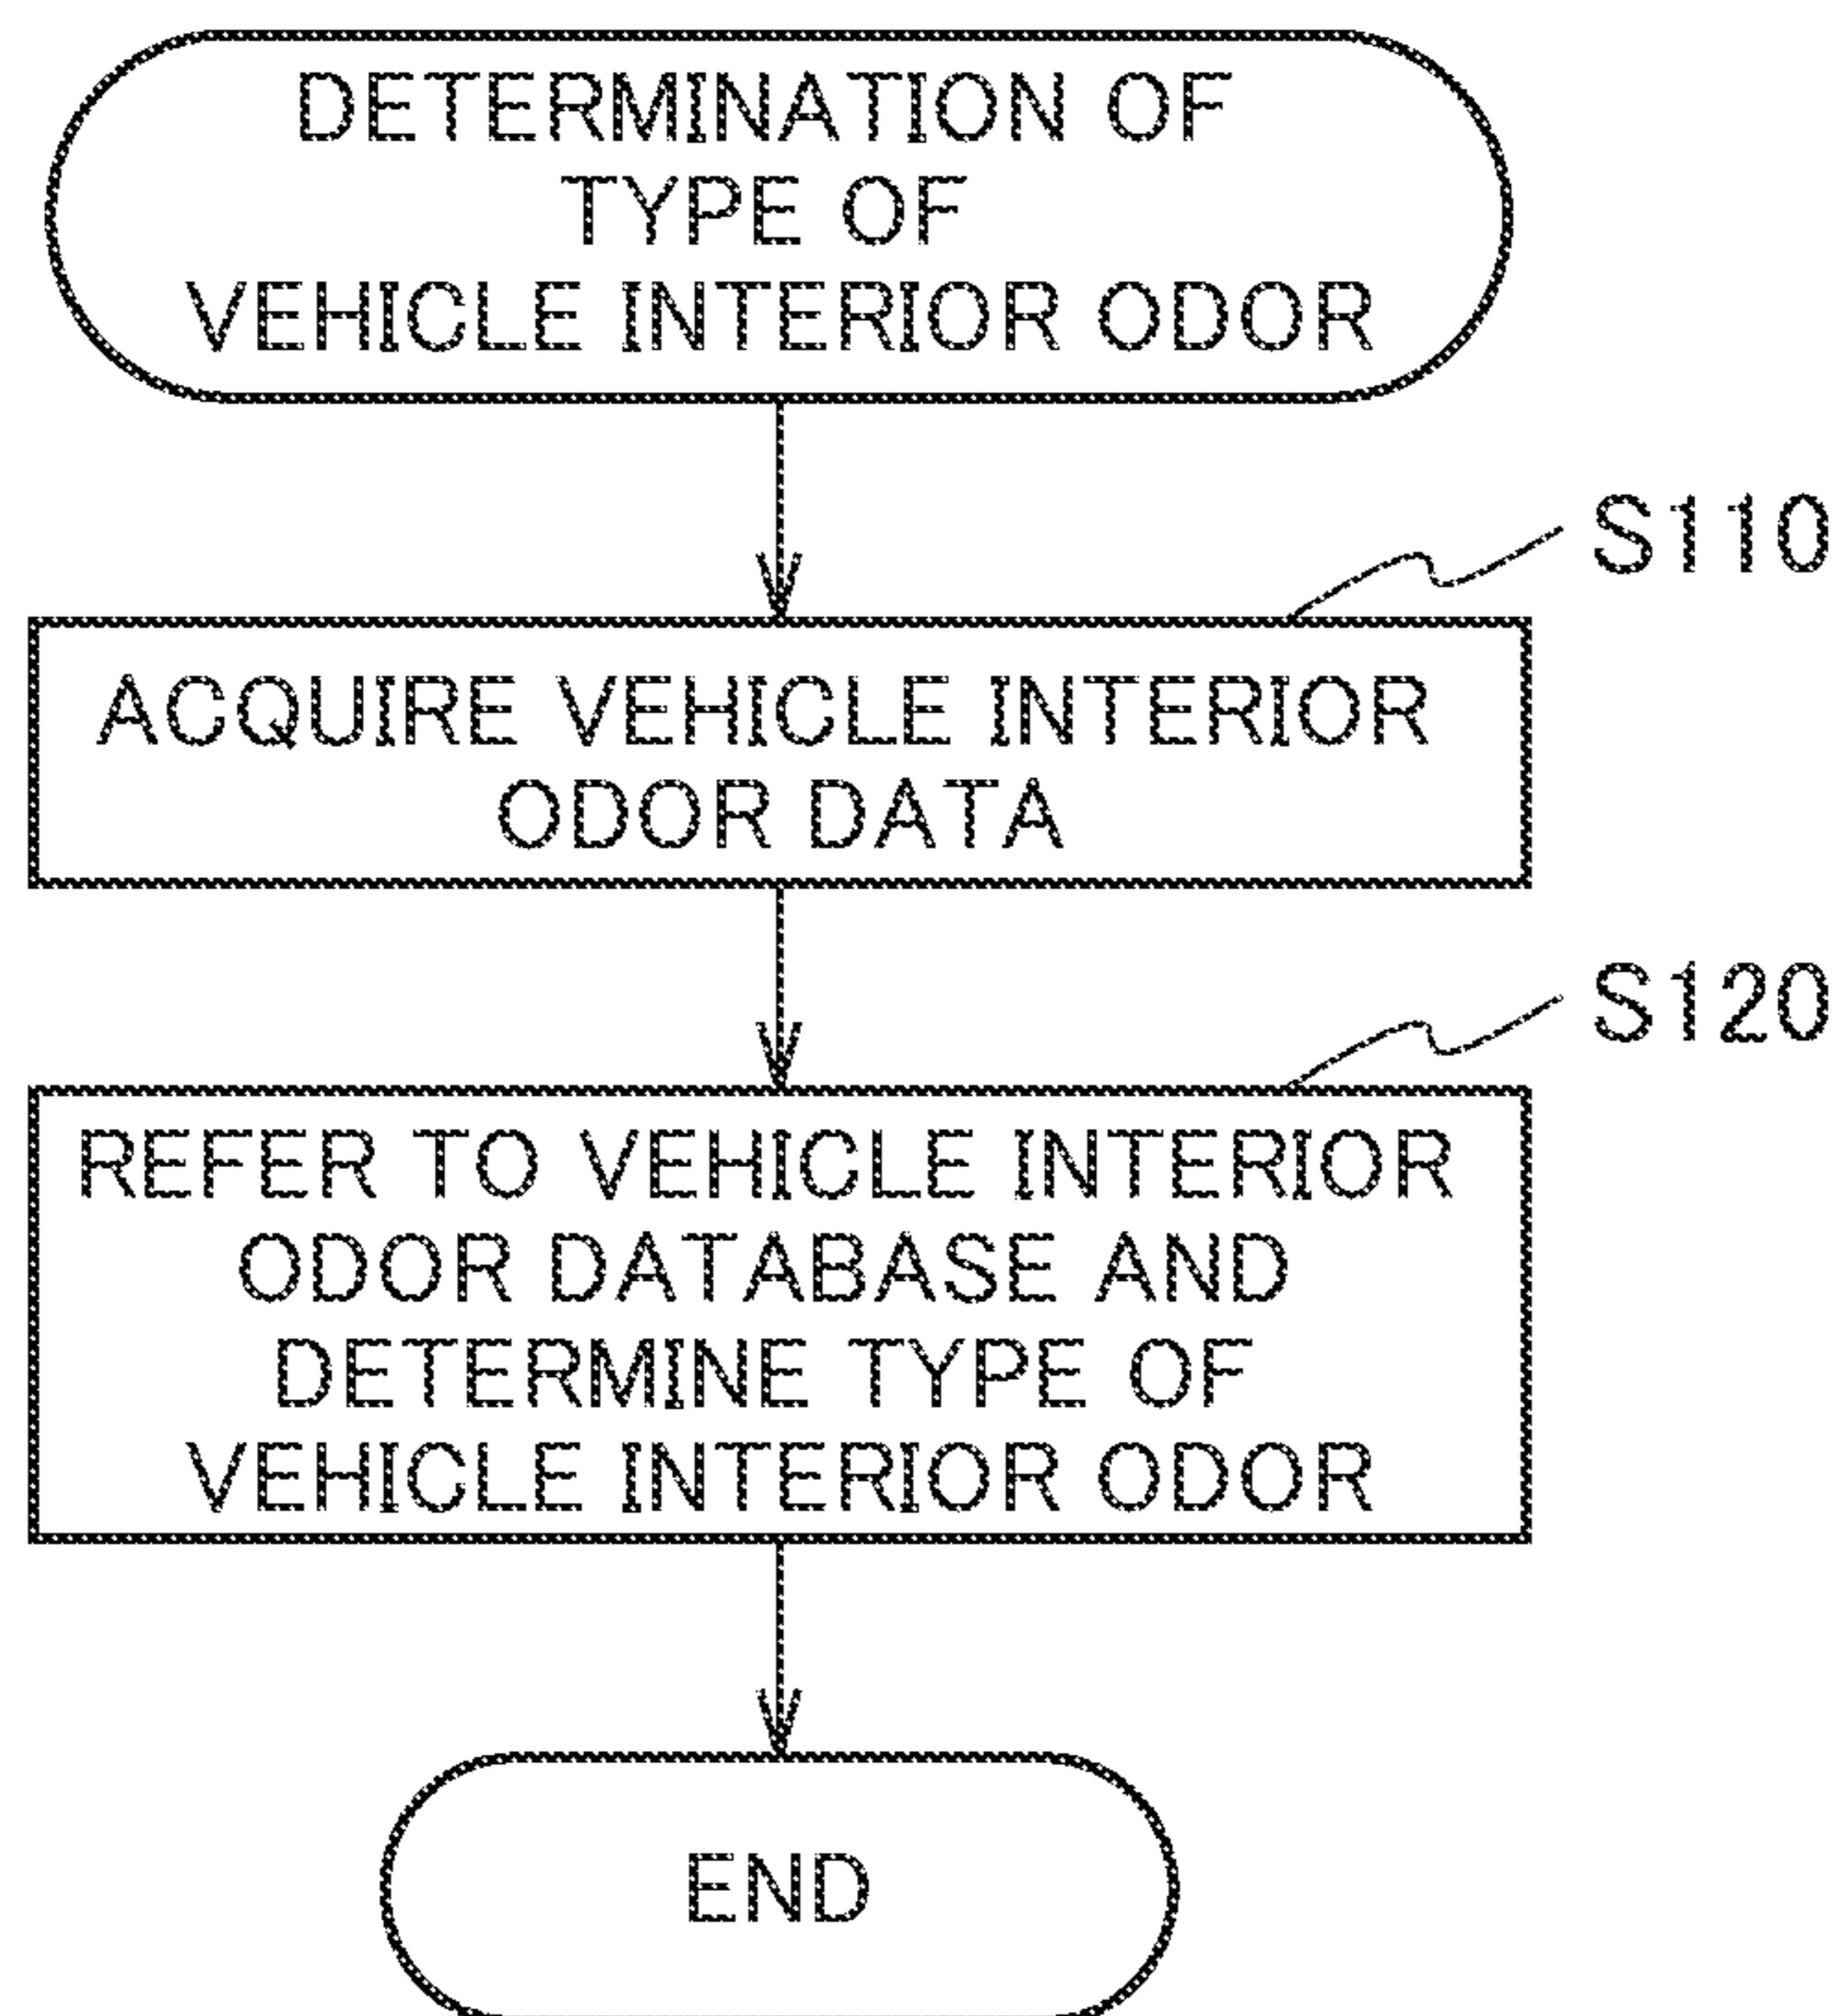 DETERMINATION OF
TYPE OF
VEHICLE INTERIOR ODOR
S110
ACQUIRE VEHICLE INTERIOR
ODOR DATA
S120
REFER TO VEHICLE INTERIOR
ODOR DATABASE AND
DETERMINE TYPE OF
VEHICLE INTERIOR ODOR
END